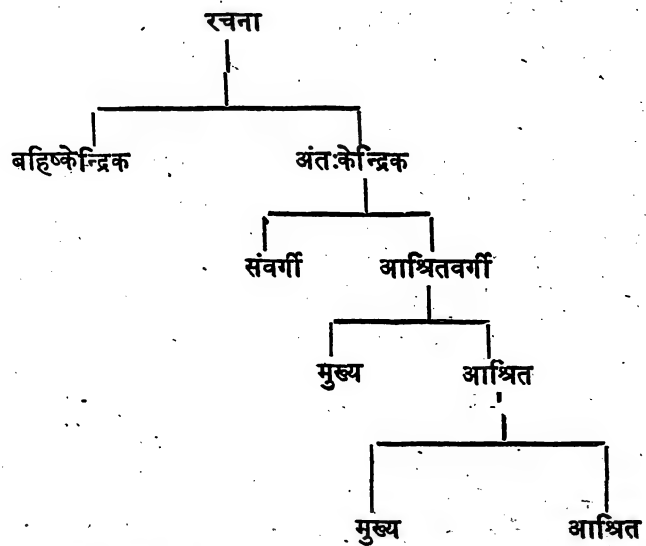 रचना
बहिष्केन्द्रिक अंतःकेन्द्रिक
संवर्गी आश्रितवर्गी
मुख्य आश्रित
मुख्य आश्रित